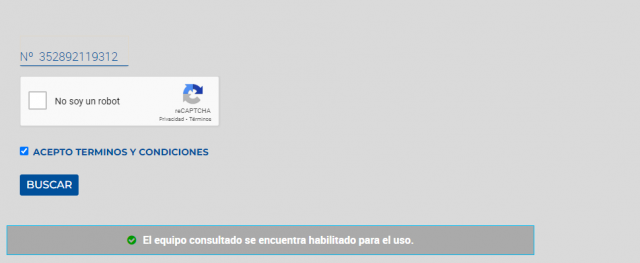 Nº 352892119312
No soy un robot
reCAPTCHA
Privacidad • Términos
ACEPTO TERMINOS Y CONDICIONES
BUSCAR
El equipo consultado se encuentra habilitado para el uso.